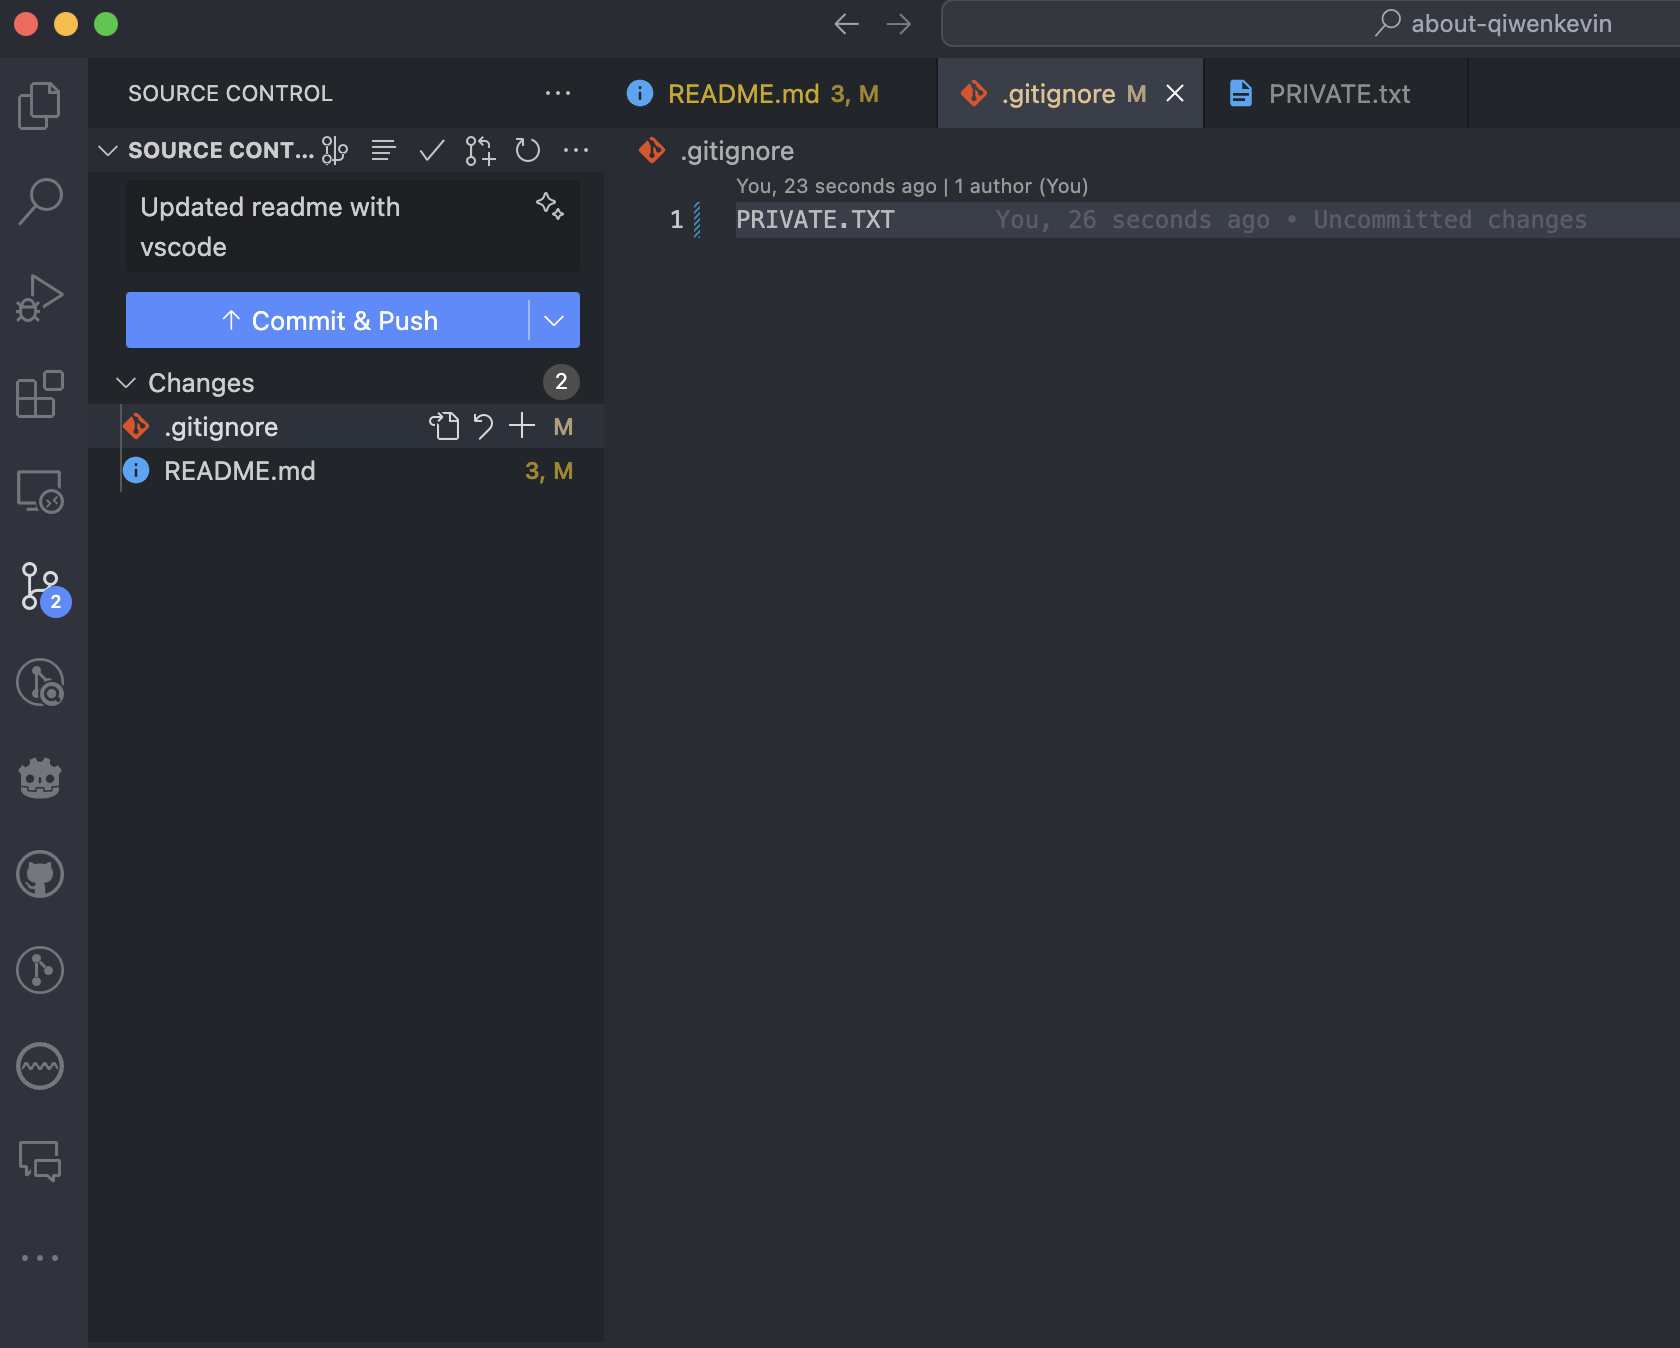 about-qiwenkevin
SOURCE CONTROL
README.md 3, M
.gitignore M
PRIVATE.txt
SOURCE CONT...
.gitignore
You, 23 seconds ago | 1 author (You)
1 PRIVATE.TXT You, 26 seconds ago • Uncommitted changes
Updated readme with
vscode
Commit & Push
Changes 2
.gitignore M
README.md 3, M
2